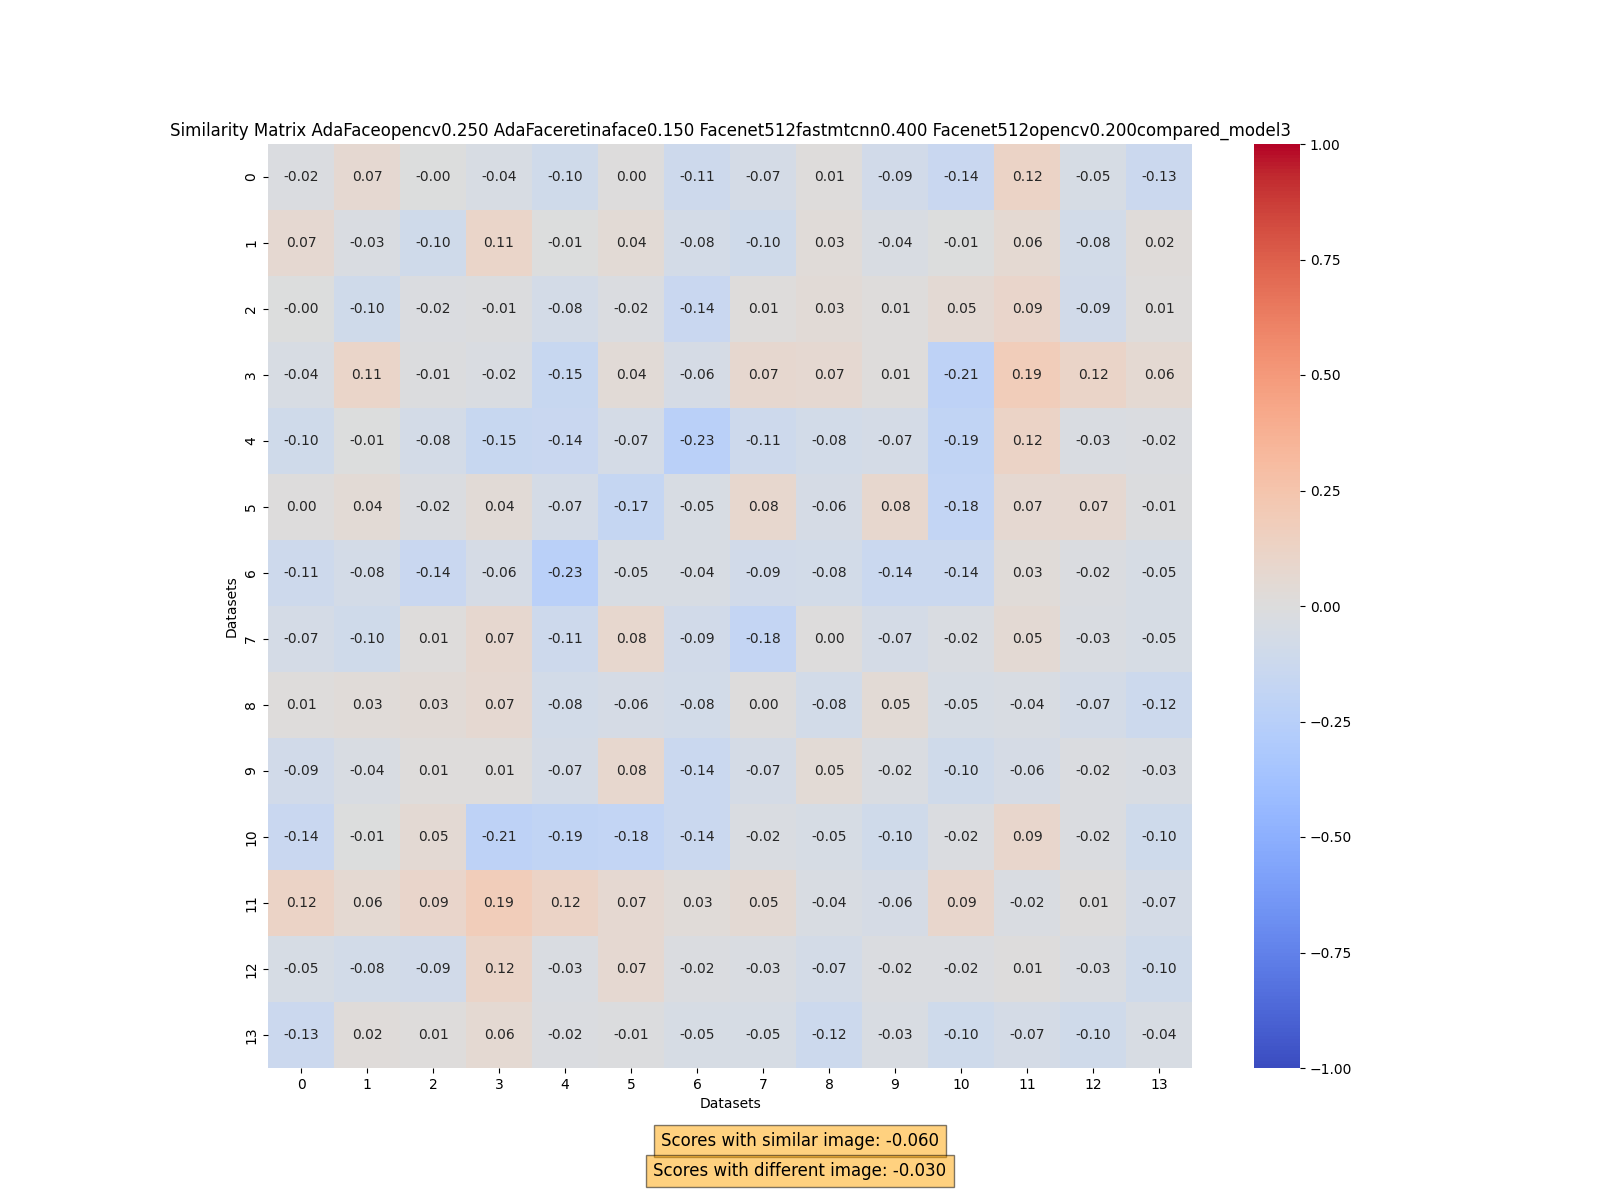 Similarity Matrix AdaFaceopencv0.250 AdaFaceretinaface0.150 Facenet512fastmtcnn0.400 Facenet512opencv0.200compared_model3
0 -0.02 0.07 -0.00 -0.04 -0.10 0.00 -0.11 -0.07 0.01 -0.09 -0.14 0.12 -0.05 -0.13
1 0.07 -0.03 -0.10 0.11 -0.01 0.04 -0.08 -0.10 0.03 -0.04 -0.01 0.06 -0.08 0.02
2 -0.00 -0.10 -0.02 -0.01 -0.08 -0.02 -0.14 0.01 0.03 0.01 0.05 0.09 -0.09 0.01
3 -0.04 0.11 -0.01 -0.02 -0.15 0.04 -0.06 0.07 0.07 0.01 -0.21 0.19 0.12 0.06
4 -0.10 -0.01 -0.08 -0.15 -0.14 -0.07 -0.23 -0.11 -0.08 -0.07 -0.19 0.12 -0.03 -0.02
5 0.00 0.04 -0.02 0.04 -0.07 -0.17 -0.05 0.08 -0.06 0.08 -0.18 0.07 0.07 -0.01
6 -0.11 -0.08 -0.14 -0.06 -0.23 -0.05 -0.04 -0.09 -0.08 -0.14 -0.14 0.03 -0.02 -0.05
7 -0.07 -0.10 0.01 0.07 -0.11 0.08 -0.09 -0.18 0.00 -0.07 -0.02 0.05 -0.03 -0.05
8 0.01 0.03 0.03 0.07 -0.08 -0.06 -0.08 0.00 -0.08 0.05 -0.05 -0.04 -0.07 -0.12
9 -0.09 -0.04 0.01 0.01 -0.07 0.08 -0.14 -0.07 0.05 -0.02 -0.10 -0.06 -0.02 -0.03
10 -0.14 -0.01 0.05 -0.21 -0.19 -0.18 -0.14 -0.02 -0.05 -0.10 -0.02 0.09 -0.02 -0.10
11 0.12 0.06 0.09 0.19 0.12 0.07 0.03 0.05 -0.04 -0.06 0.09 -0.02 0.01 -0.07
12 -0.05 -0.08 -0.09 0.12 -0.03 0.07 -0.02 -0.03 -0.07 -0.02 -0.02 0.01 -0.03 -0.10
13 -0.13 0.02 0.01 0.06 -0.02 -0.01 -0.05 -0.05 -0.12 -0.03 -0.10 -0.07 -0.10 -0.04
Datasets
0 1 2 3 4 5 6 7 8 9 10 11 12 13
Datasets
1.00
0.75
0.50
0.25
0.00
−0.25
−0.50
−0.75
−1.00
Scores with similar image: -0.060
Scores with different image: -0.030